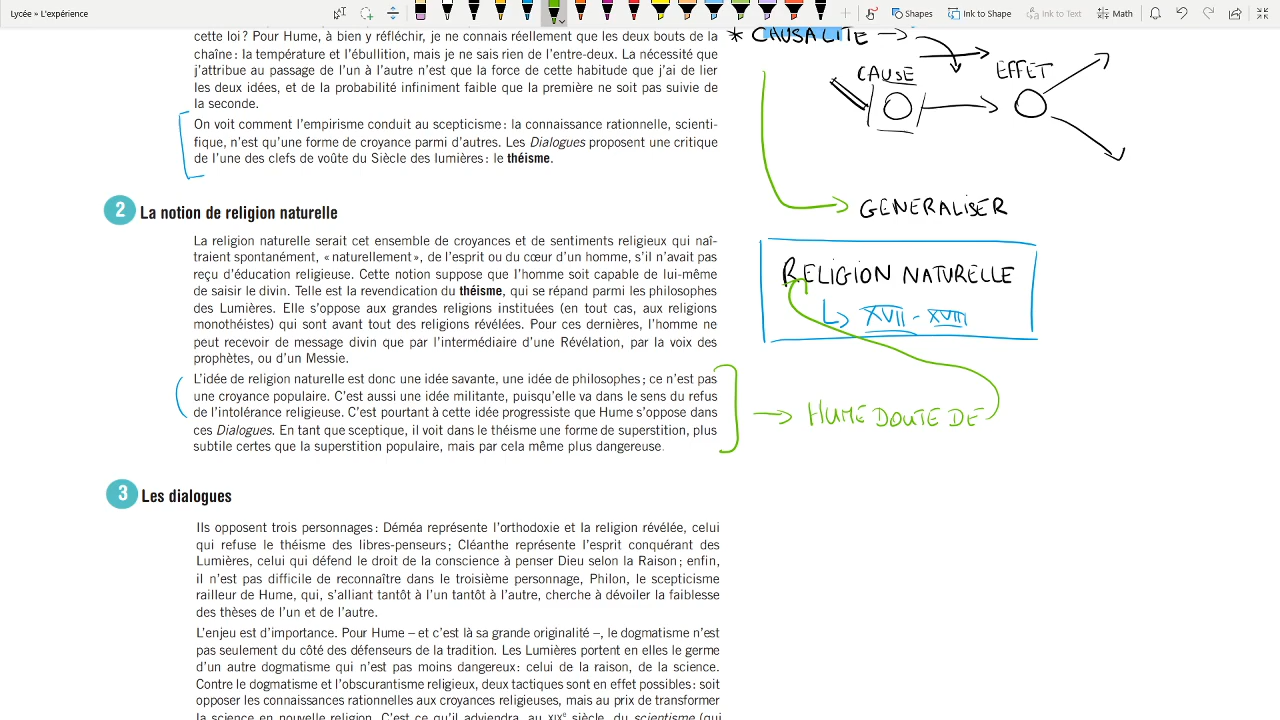 Lycée » L'expérience
Shapes
Ink to Shape
Ink to Text
Math
cette loi? Pour Hume, à bien y réfléchir, je ne connais réellement que les deux bouts de la
chaîne: la température et l'ébullition, mais je ne sais rien de l'entre-deux. La nécessité que
j'attribue au passage de l'un à l'autre n'est que la force de cette habitude que j'ai de lier
les deux idées, et de la probabilité infiniment faible que la première ne soit pas suivie de
la seconde.
On voit comment l'empirisme conduit au scepticisme: la connaissance rationnelle, scienti-
fique, n'est qu'une forme de croyance parmi d'autres. Les Dialogues proposent une critique
de l'une des clefs de voûte du Siècle des lumières: le théisme.
* CAUSALITÉ →
CAUSE
EFFET
→ GENERALISER
2 La notion de religion naturelle
La religion naturelle serait cet ensemble de croyances et de sentiments religieux qui naî-
traient spontanément, «naturellement», de l'esprit ou du cœur d'un homme, s'il n'avait pas
reçu d'éducation religieuse. Cette notion suppose que l'homme soit capable de lui-même
de saisir le divin. Telle est la revendication du théisme, qui se répand parmi les philosophes
des Lumières. Elle s'oppose aux grandes religions instituées (en tout cas, aux religions
monothéistes) qui sont avant tout des religions révélées. Pour ces dernières, l'homme ne
peut recevoir de message divin que par l'intermédiaire d'une Révélation, par la voix des
prophètes, ou d'un Messie.
L'idée de religion naturelle est donc une idée savante, une idée de philosophes; ce n'est pas
une croyance populaire. C'est aussi une idée militante, puisqu'elle va dans le sens du refus
de l'intolérance religieuse. C'est pourtant à cette idée progressiste que Hume s'oppose dans
ses Dialogues. En tant que sceptique, il voit dans le théisme une forme de superstition, plus
subtile certes que la superstition populaire, mais par cela même plus dangereuse.
RELIGION NATURELLE
↳ XVII - XVIII
→ HUME DOUTE DE
3 Les dialogues
Ils opposent trois personnages: Déméa représente l'orthodoxie et la religion révélée, celui
qui refuse le théisme des libres-penseurs; Cléanthe représente l'esprit conquérant des
Lumières, celui qui défend le droit de la conscience à penser Dieu selon la Raison; enfin,
il n'est pas difficile de reconnaître dans le troisième personnage, Philon, le scepticisme
railleur de Hume, qui, s'alliant tantôt à l'un tantôt à l'autre, cherche à dévoiler la faiblesse
des thèses de l'un et de l'autre.
L'enjeu est d'importance. Pour Hume – et c'est là sa grande originalité –, le dogmatisme n'est
pas seulement du côté des défenseurs de la tradition. Les Lumières portent en elles le germe
d'un autre dogmatisme qui n'est pas moins dangereux: celui de la raison, de la science.
Contre le dogmatisme et l'obscurantisme religieux, deux tactiques sont en effet possibles: soit
opposer les connaissances rationnelles aux croyances religieuses, mais au prix de transformer
la science en nouvelle religion. C'est ce qu'il adviendra, au XIXe siècle, du scientisme (qui